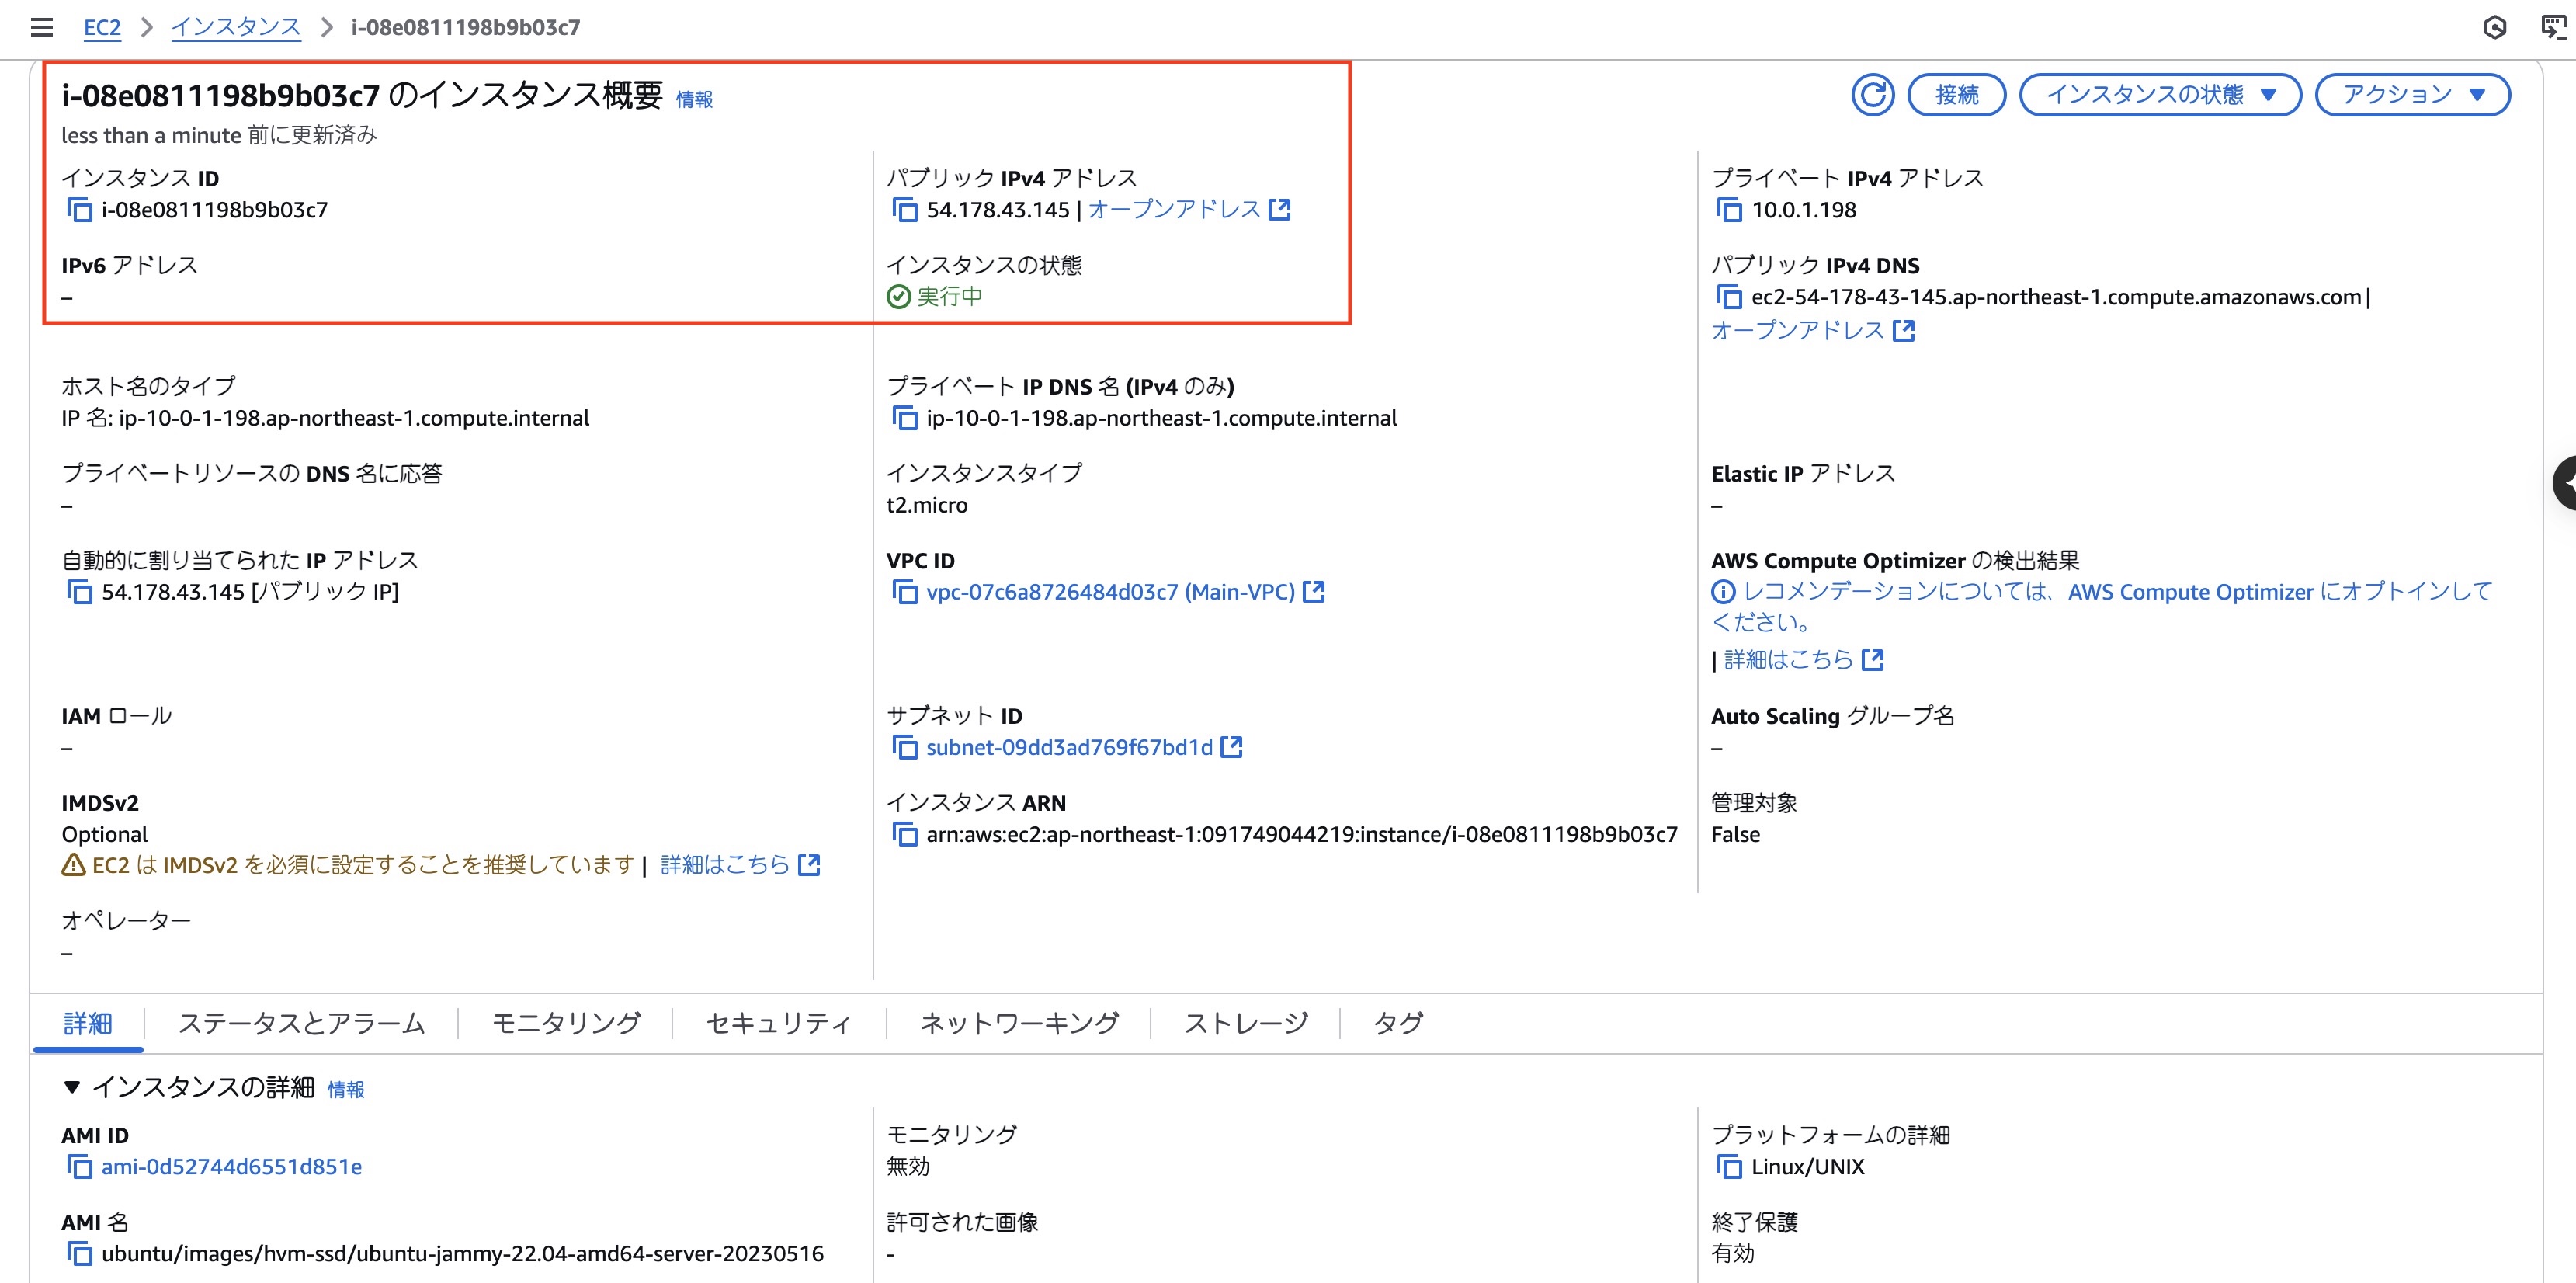 EC2 > インスタンス > i-08e0811198b9b03c7
i-08e0811198b9b03c7 のインスタンス概要 情報
less than a minute 前に更新済み
接続
インスタンスの状態
アクション
インスタンス ID
i-08e0811198b9b03c7
パブリック IPv4 アドレス
54.178.43.145 | オープンアドレス
プライベート IPv4 アドレス
10.0.1.198
IPv6 アドレス
–
インスタンスの状態
実行中
パブリック IPv4 DNS
ec2-54-178-43-145.ap-northeast-1.compute.amazonaws.com |
オープンアドレス
ホスト名のタイプ
IP 名: ip-10-0-1-198.ap-northeast-1.compute.internal
プライベート IP DNS 名 (IPv4 のみ)
ip-10-0-1-198.ap-northeast-1.compute.internal
プライベートリソースの DNS 名に応答
–
インスタンスタイプ
t2.micro
Elastic IP アドレス
–
自動的に割り当てられた IP アドレス
54.178.43.145 [パブリック IP]
VPC ID
vpc-07c6a8726484d03c7 (Main-VPC)
AWS Compute Optimizer の検出結果
レコメンデーションについては、AWS Compute Optimizer にオプトインして
ください。
| 詳細はこちら
IAM ロール
–
サブネット ID
subnet-09dd3ad769f67bd1d
Auto Scaling グループ名
–
IMDSv2
Optional
EC2 は IMDSv2 を必須に設定することを推奨しています | 詳細はこちら
インスタンス ARN
arn:aws:ec2:ap-northeast-1:091749044219:instance/i-08e0811198b9b03c7
管理対象
False
オペレーター
–
詳細
ステータスとアラーム
モニタリング
セキュリティ
ネットワーキング
ストレージ
タグ
▼ インスタンスの詳細 情報
AMI ID
ami-0d52744d6551d851e
モニタリング
無効
プラットフォームの詳細
Linux/UNIX
AMI 名
ubuntu/images/hvm-ssd/ubuntu-jammy-22.04-amd64-server-20230516
許可された画像
-
終了保護
有効